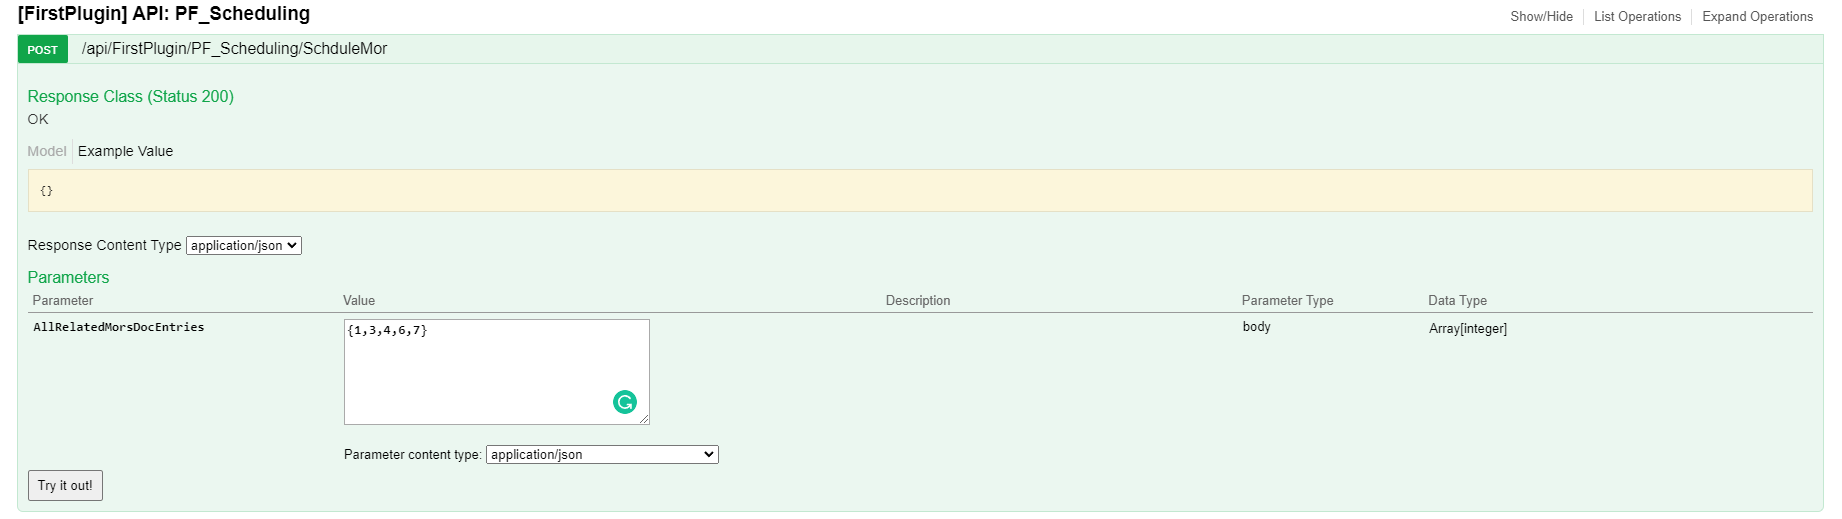 [FirstPlugin] API: PF_Scheduling
Show/Hide List Operations Expand Operations
POST /api/FirstPlugin/PF_Scheduling/SchduleMor
Response Class (Status 200)
OK
Model Example Value
{}
Response Content Type application/json
Parameters
Parameter Value Description Parameter Type Data Type
AllRelatedMorsDocEntries {1,3,4,6,7} body Array[integer]
Parameter content type: application/json
Try it out!